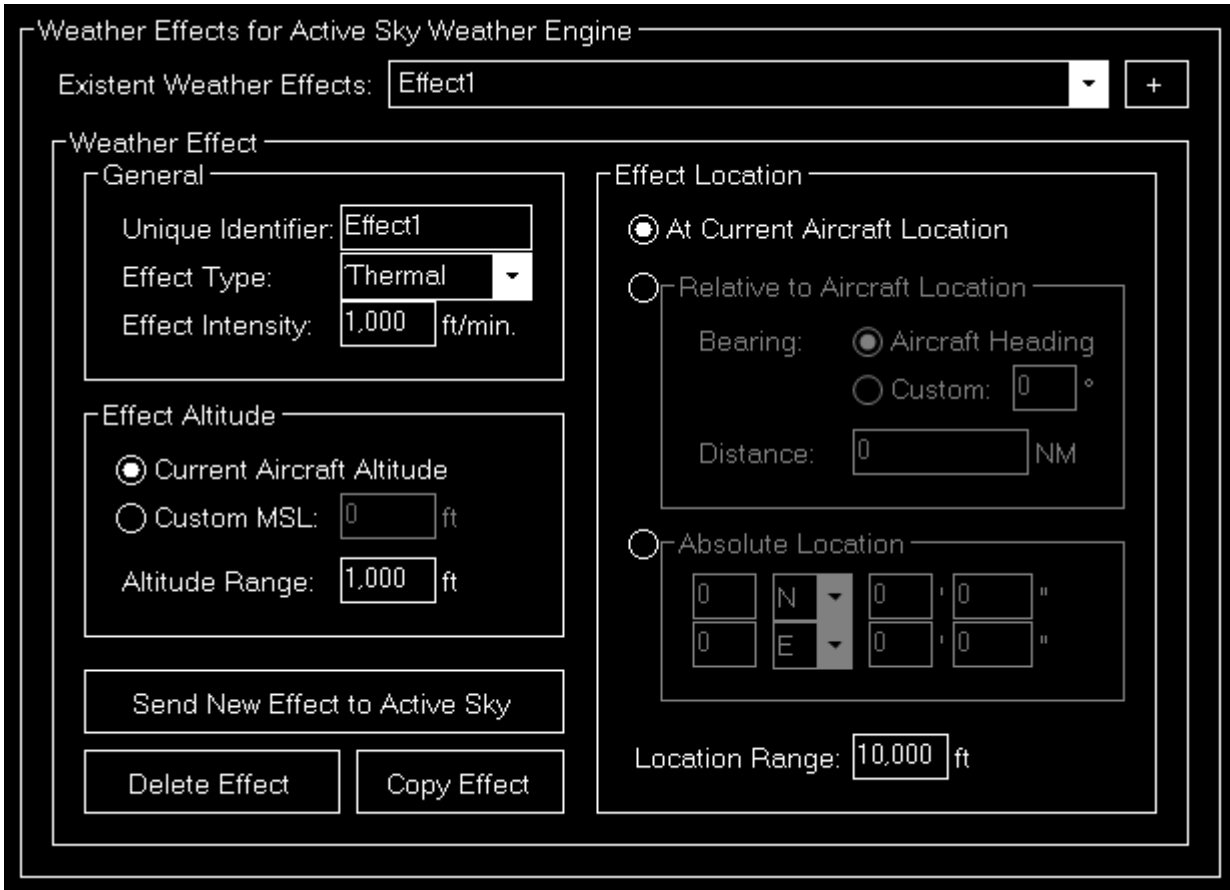 Weather Effects for Active Sky Weather Engine
Existent Weather Effects: Effect1 +
Weather Effect
General
Unique Identifier: Effect1
Effect Type: Thermal
Effect Intensity: 1,000 ft/min.
Effect Altitude
Current Aircraft Altitude
Custom MSL: 0 ft
Altitude Range: 1,000 ft
Send New Effect to Active Sky
Delete Effect Copy Effect
Effect Location
At Current Aircraft Location
Relative to Aircraft Location
Bearing: Aircraft Heading
Custom: 0 °
Distance: 0 NM
Absolute Location
0 N 0 ' 0 "
0 E 0 ' 0 "
Location Range: 10,000 ft